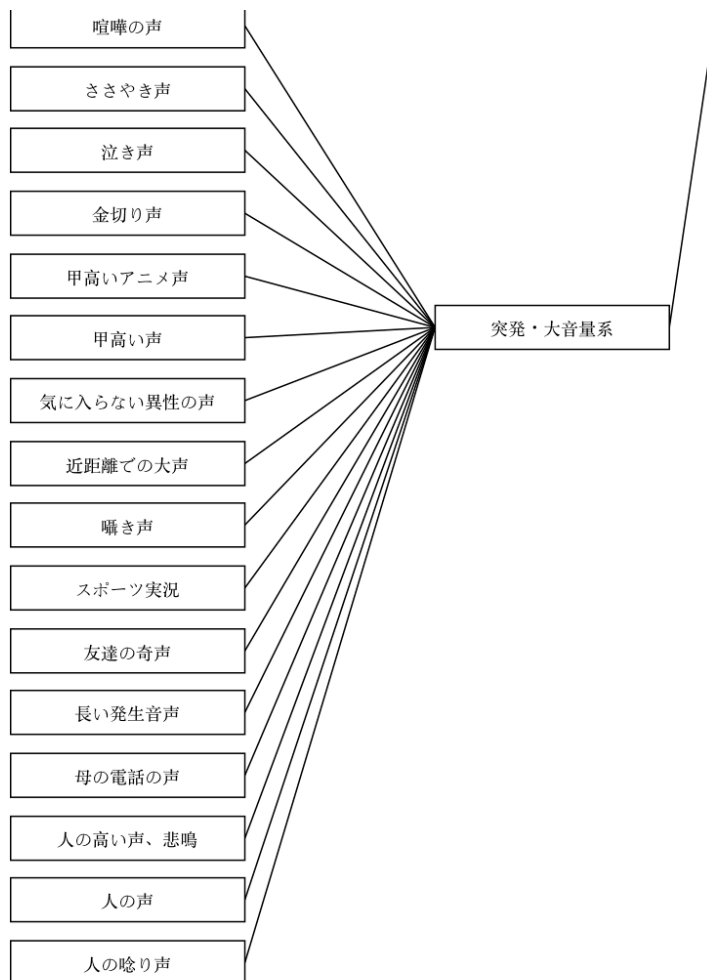 喧嘩の声
ささやき声
泣き声
金切り声
甲高いアニメ声
甲高い声
気に入らない異性の声
近距離での大声
囁き声
スポーツ実況
友達の奇声
長い発生音声
母の電話の声
人の高い声、悲鳴
人の声
人の唸り声
突発・大音量系